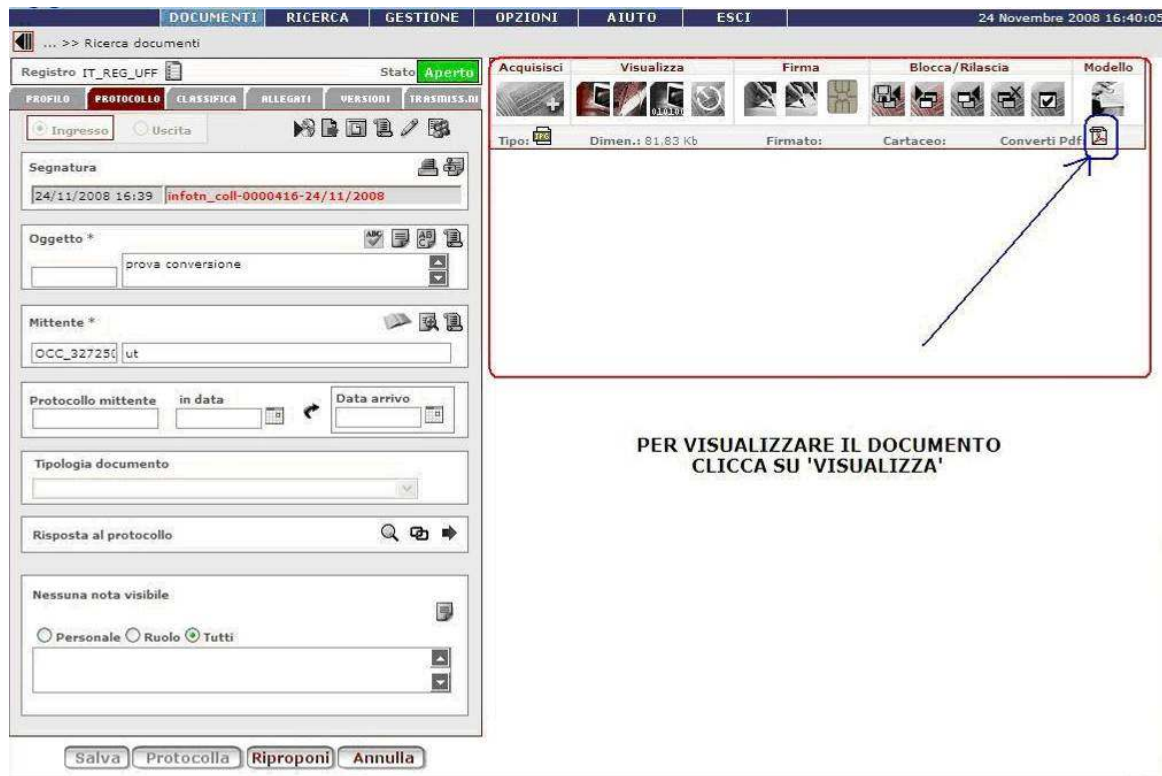 DOCUMENTI RICERCA GESTIONE OPZIONI AIUTO ESCI 24 Novembre 2008 16:40:05
... >> Ricerca documenti
Registro IT_REG_UFF Stato Aperto
PROFILO PROTOCOLLO CLASSIFICA ALLEGATI VERSIONI TRASMISS.NI
Ingresso Uscita
Segnatura
24/11/2008 16:39 infotn_coll-0000416-24/11/2008
Oggetto *
prova conversione
Mittente *
OCC_327250 ut
Protocollo mittente in data Data arrivo
Tipologia documento
Risposta al protocollo
Nessuna nota visibile
Personale Ruolo Tutti
Salva Protocolla Riproponi Annulla
Acquisisci Visualizza Firma Blocca/Rilascia Modello
Tipo: JPG Dimen.: 81,83 Kb Firmato: Cartaceo: Converti Pdf:
PER VISUALIZZARE IL DOCUMENTO
CLICCA SU 'VISUALIZZA'